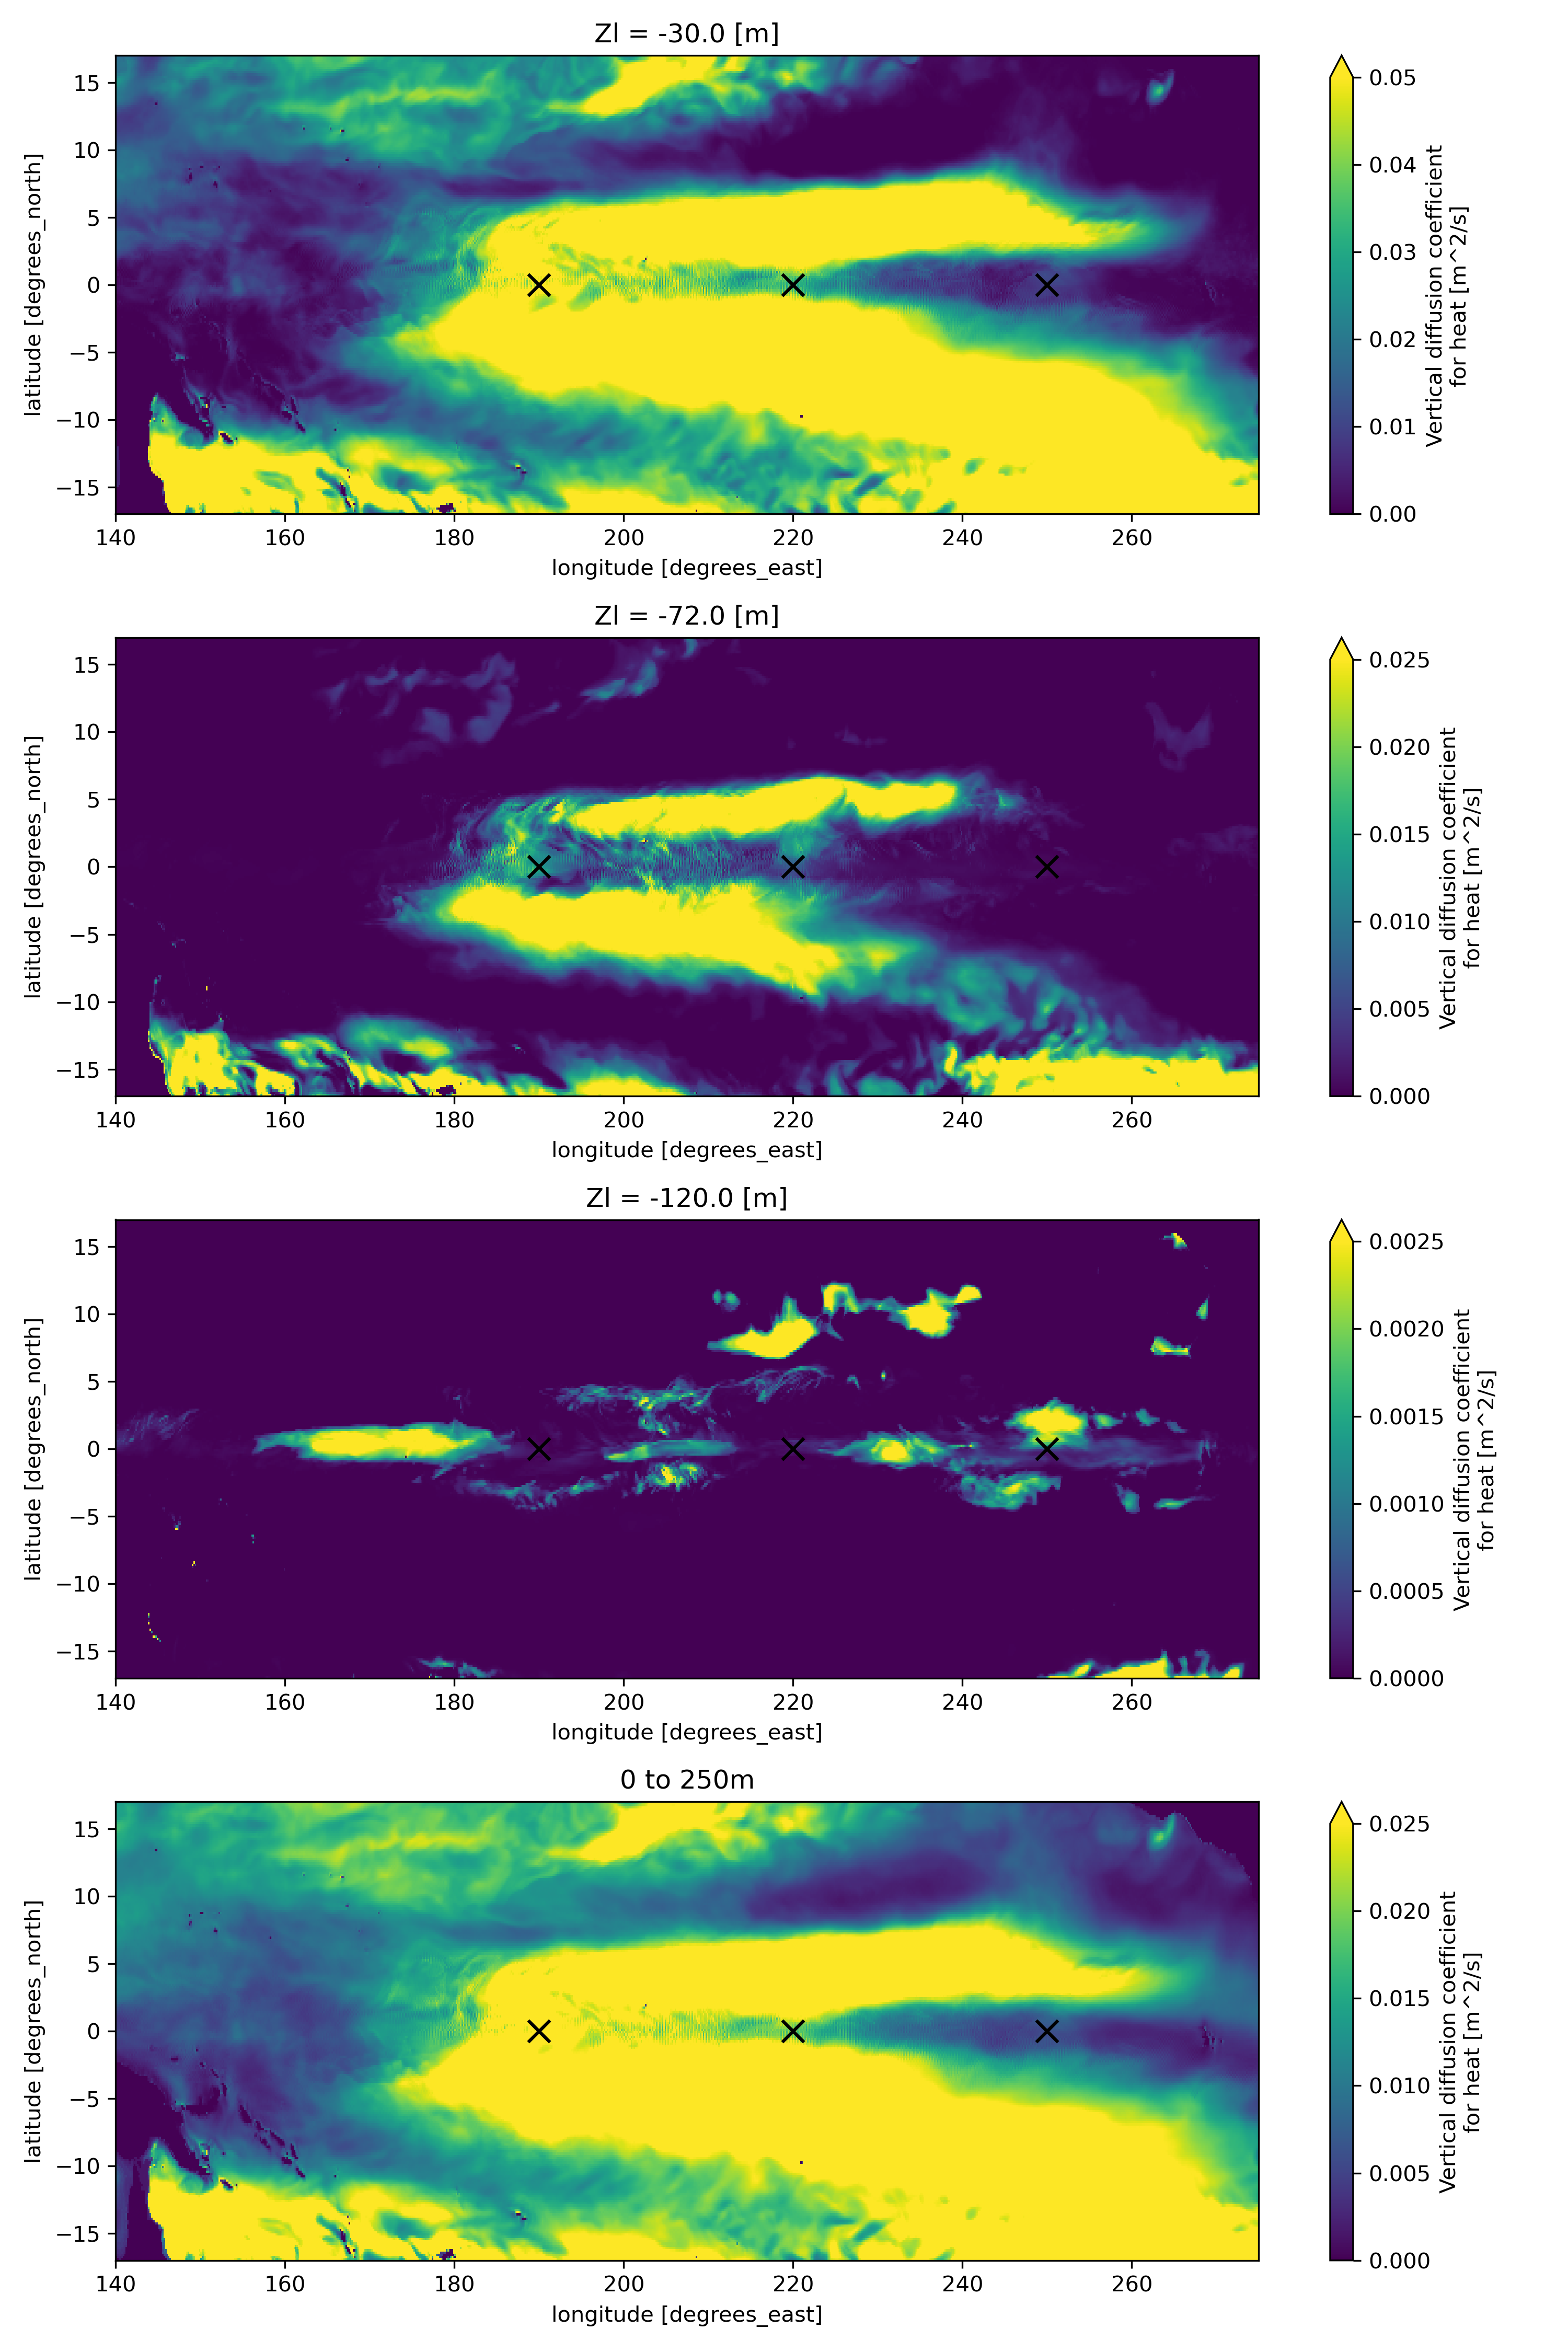 Zl = -30.0 [m]
15
10
5
0
−5
−10
−15
latitude [degrees_north]
140 160 180 200 220 240 260
longitude [degrees_east]
0.05
0.04
0.03
0.02
0.01
0.00
Vertical diffusion coefficient
for heat [m^2/s]
Zl = -72.0 [m]
15
10
5
0
−5
−10
−15
latitude [degrees_north]
140 160 180 200 220 240 260
longitude [degrees_east]
0.025
0.020
0.015
0.010
0.005
0.000
Vertical diffusion coefficient
for heat [m^2/s]
Zl = -120.0 [m]
15
10
5
0
−5
−10
−15
latitude [degrees_north]
140 160 180 200 220 240 260
longitude [degrees_east]
0.0025
0.0020
0.0015
0.0010
0.0005
0.0000
Vertical diffusion coefficient
for heat [m^2/s]
0 to 250m
15
10
5
0
−5
−10
−15
latitude [degrees_north]
140 160 180 200 220 240 260
longitude [degrees_east]
0.025
0.020
0.015
0.010
0.005
0.000
Vertical diffusion coefficient
for heat [m^2/s]